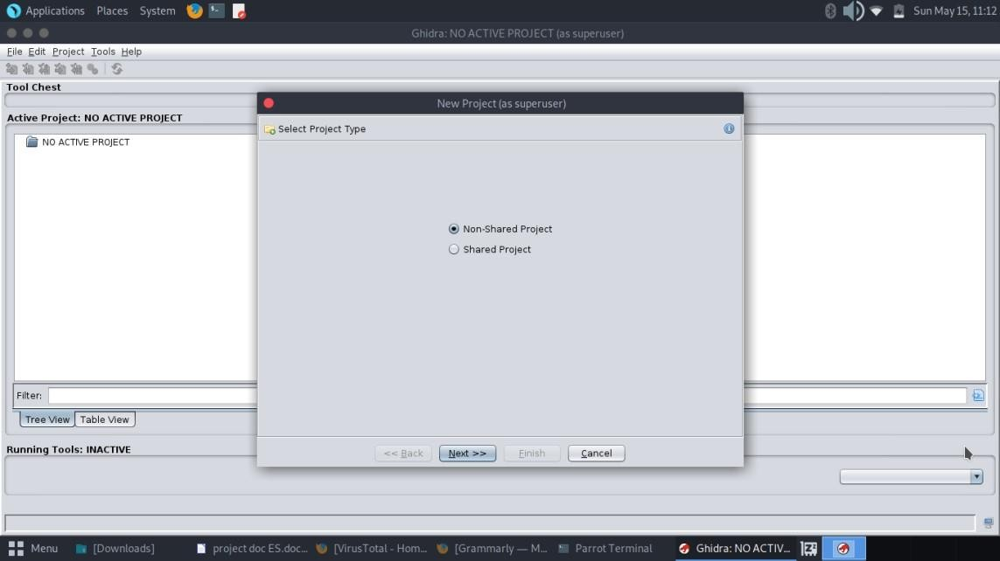 Applications Places System Sun May 15, 11:12
Ghidra: NO ACTIVE PROJECT (as superuser)
File Edit Project Tools Help
Tool Chest
Active Project: NO ACTIVE PROJECT
NO ACTIVE PROJECT
New Project (as superuser)
Select Project Type
Non-Shared Project
Shared Project
Filter:
Tree View Table View
<< Back Next >> Finish Cancel
Running Tools: INACTIVE
Menu [Downloads] project doc ES.doc... [VirusTotal - Hom... [Grammarly — M... Parrot Terminal Ghidra: NO ACTIV...